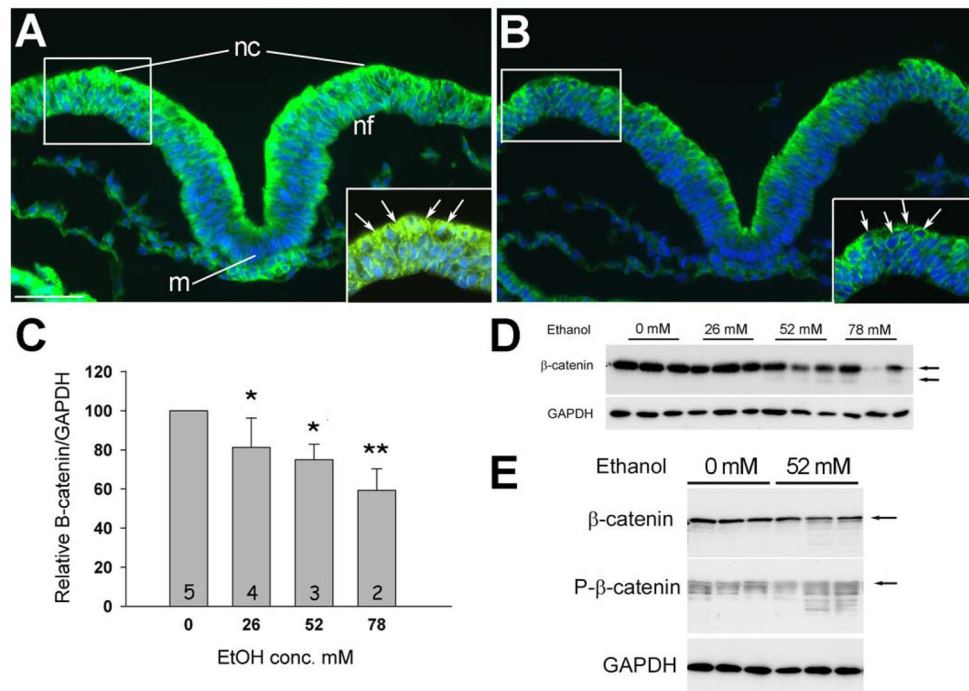 A
nc
nf
m
B
C
Relative B-catenin/GAPDH
120
100
80
60
40
20
0
*
*
**
5
4
3
2
0
26
52
78
EtOH conc. mM
D
Ethanol
0 mM
26 mM
52 mM
78 mM
β-catenin
GAPDH
E
Ethanol
0 mM
52 mM
β-catenin
P-β-catenin
GAPDH